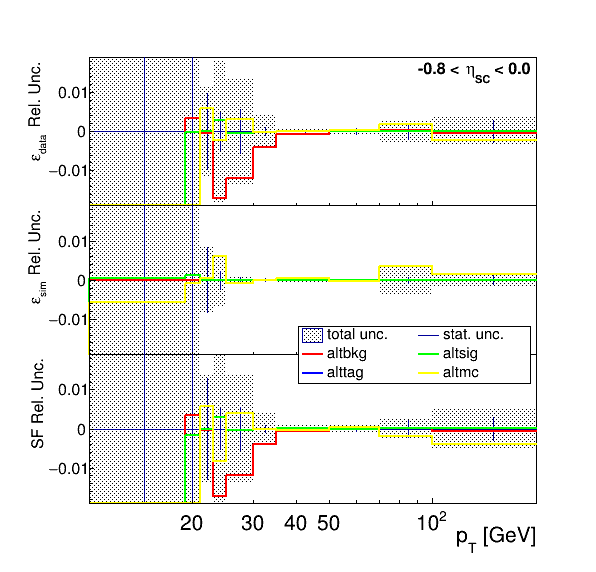 -0.8 < η_SC < 0.0
ε_data Rel. Unc.
0.01
0
−0.01
ε_sim Rel. Unc.
0.01
0
−0.01
total unc. stat. unc.
altbkg altsig
alttag altmc
SF Rel. Unc.
0.01
0
−0.01
20 30 40 50 10^2
p_T [GeV]